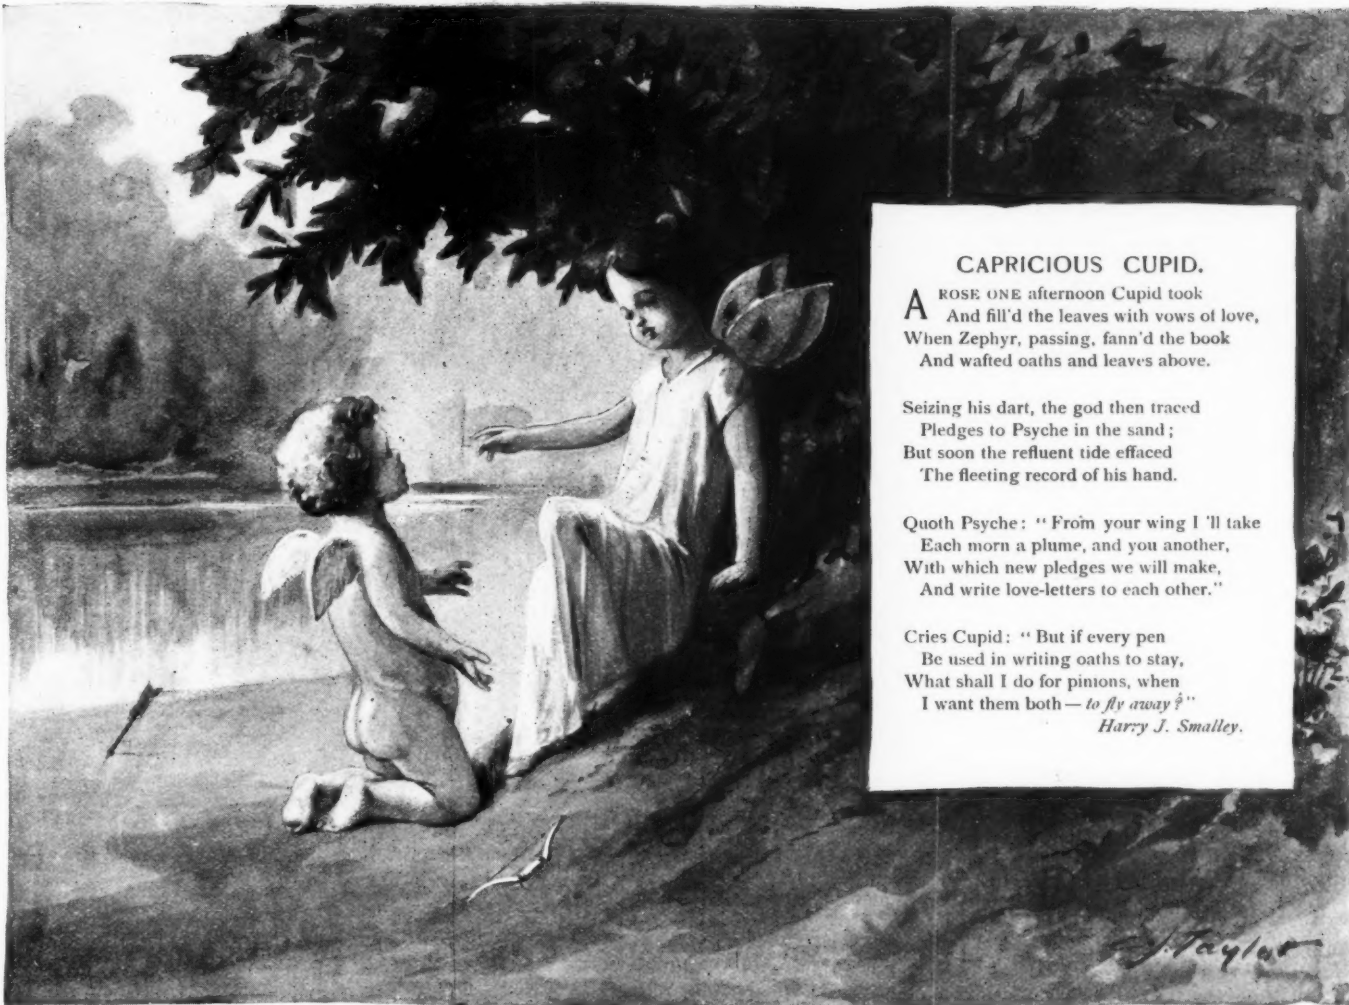 CAPRICIOUS CUPID.
A ROSE ONE afternoon Cupid took
And fill'd the leaves with vows of love,
When Zephyr, passing, fann'd the book
And wafted oaths and leaves above.
Seizing his dart, the god then traced
Pledges to Psyche in the sand;
But soon the refluent tide effaced
The fleeting record of his hand.
Quoth Psyche: "From your wing I 'll take
Each morn a plume, and you another,
With which new pledges we will make,
And write love-letters to each other."
Cries Cupid: "But if every pen
Be used in writing oaths to stay,
What shall I do for pinions, when
I want them both — to fly away?"
Harry J. Smalley.
J. Taylor